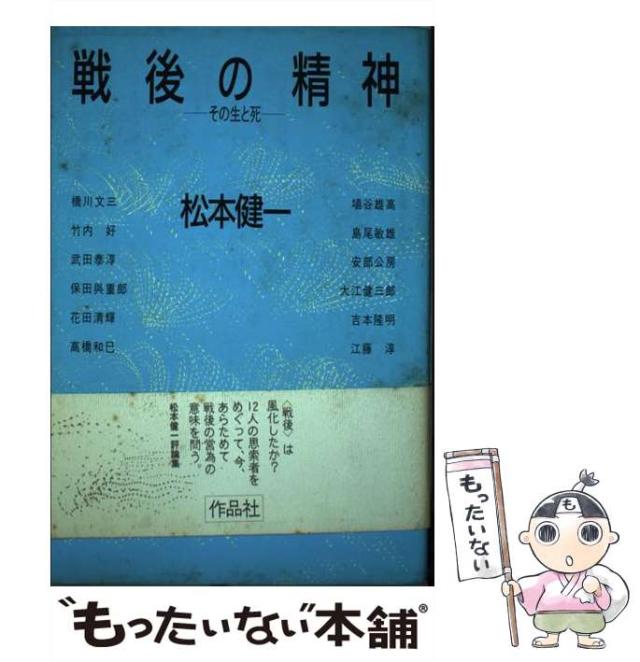 戦後の精神
―その生と死―
松本健一
橋川文三
竹内 好
武田泰淳
保田與重郎
花田清輝
高橋和巳
埴谷雄高
島尾敏雄
安部公房
大江健三郎
吉本隆明
江藤 淳
〈戦後〉は
風化したか?
12人の思索者を
めぐって、今、
あらためて
戦後の営為の
意味を問う。
松本健一評論集
作品社
も
もったいない
“もったいない本舗®